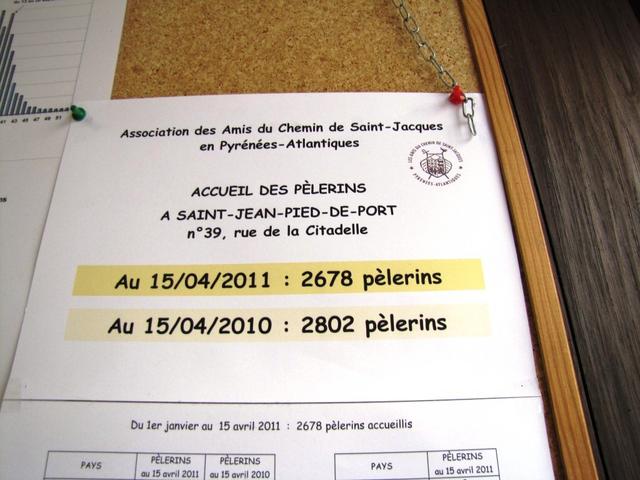 Association des Amis du Chemin de Saint-Jacques
en Pyrénées-Atlantiques
ACCUEIL DES PÈLERINS
A SAINT-JEAN-PIED-DE-PORT
n°39, rue de la Citadelle
Au 15/04/2011 : 2678 pèlerins
Au 15/04/2010 : 2802 pèlerins
Du 1er janvier au 15 avril 2011 : 2678 pèlerins accueillis
PAYS
PÈLERINS
au 15 avril 2011
PÈLERINS
au 15 avril 2010
PAYS
PÈLERINS
au 15 avril 2011